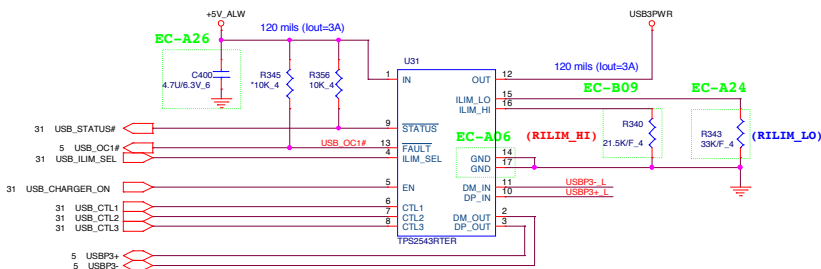 +5V_ALW
USB3PWR
120 mils (Iout=3A)
EC-A26
U31
C400
4.7U/6.3V_6
R345
*10K_4
R356
10K_4
1
IN
OUT
12
120 mils (Iout=3A)
ILIM_LO
15
ILIM_HI
16
EC-B09
EC-A24
31 USB_STATUS#
9
STATUS
EC-A06
(RILIM_HI)
R340
21.5K/F_4
R343
33K/F_4
(RILIM_LO)
5 USB_OC1#
USB_OC1#
13
FAULT
31 USB_ILIM_SEL
4
ILIM_SEL
GND
14
GND
17
31 USB_CHARGER_ON
5
EN
DM_IN
11
USBP3-_L
DP_IN
10
USBP3+_L
31 USB_CTL1
6
CTL1
31 USB_CTL2
7
CTL2
31 USB_CTL3
8
CTL3
DM_OUT
2
DP_OUT
3
TPS2543RTER
5 USBP3+
5 USBP3-